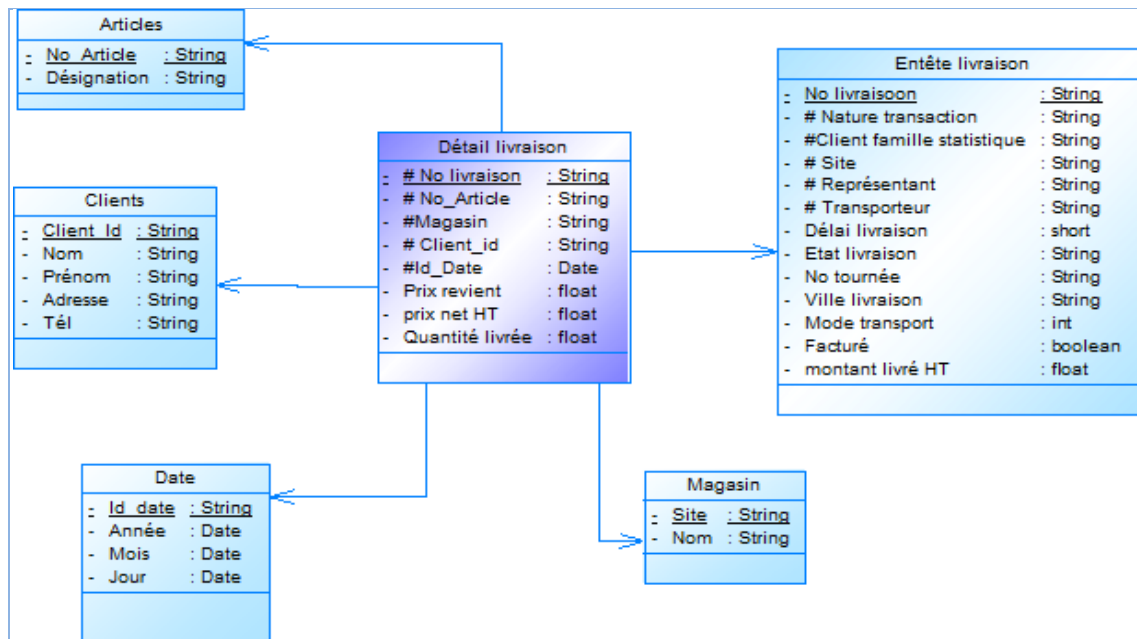 Articles
- No_Article : String
- Désignation : String
Clients
- Client_Id : String
- Nom : String
- Prénom : String
- Adresse : String
- Tél : String
Détail livraison
- # No livraison : String
- # No_Article : String
- #Magasin : String
- # Client_id : String
- #Id_Date : Date
- Prix revient : float
- prix net HT : float
- Quantité livrée : float
Entête livraison
- No livraisoon : String
- # Nature transaction : String
- #Client famille statistique : String
- # Site : String
- # Représentant : String
- # Transporteur : String
- Délai livraison : short
- Etat livraison : String
- No tournée : String
- Ville livraison : String
- Mode transport : int
- Facturé : boolean
- montant livré HT : float
Date
- Id_date : String
- Année : Date
- Mois : Date
- Jour : Date
Magasin
- Site : String
- Nom : String